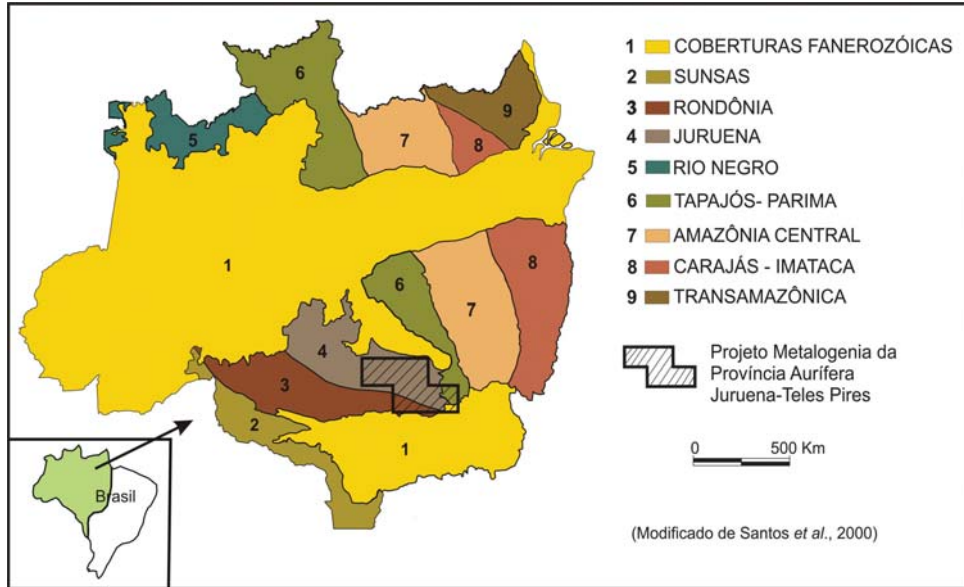 1 COBERTURAS FANEROZÓICAS
2 SUNSAS
3 RONDÔNIA
4 JURUENA
5 RIO NEGRO
6 TAPAJÓS- PARIMA
7 AMAZÔNIA CENTRAL
8 CARAJÁS - IMATACA
9 TRANSAMAZÔNICA
Projeto Metalogenia da
Província Aurífera
Juruena-Teles Pires
0 500 Km
(Modificado de Santos et al., 2000)
6
9
5
7
8
1
6
8
7
4
3
2
1
Brasil